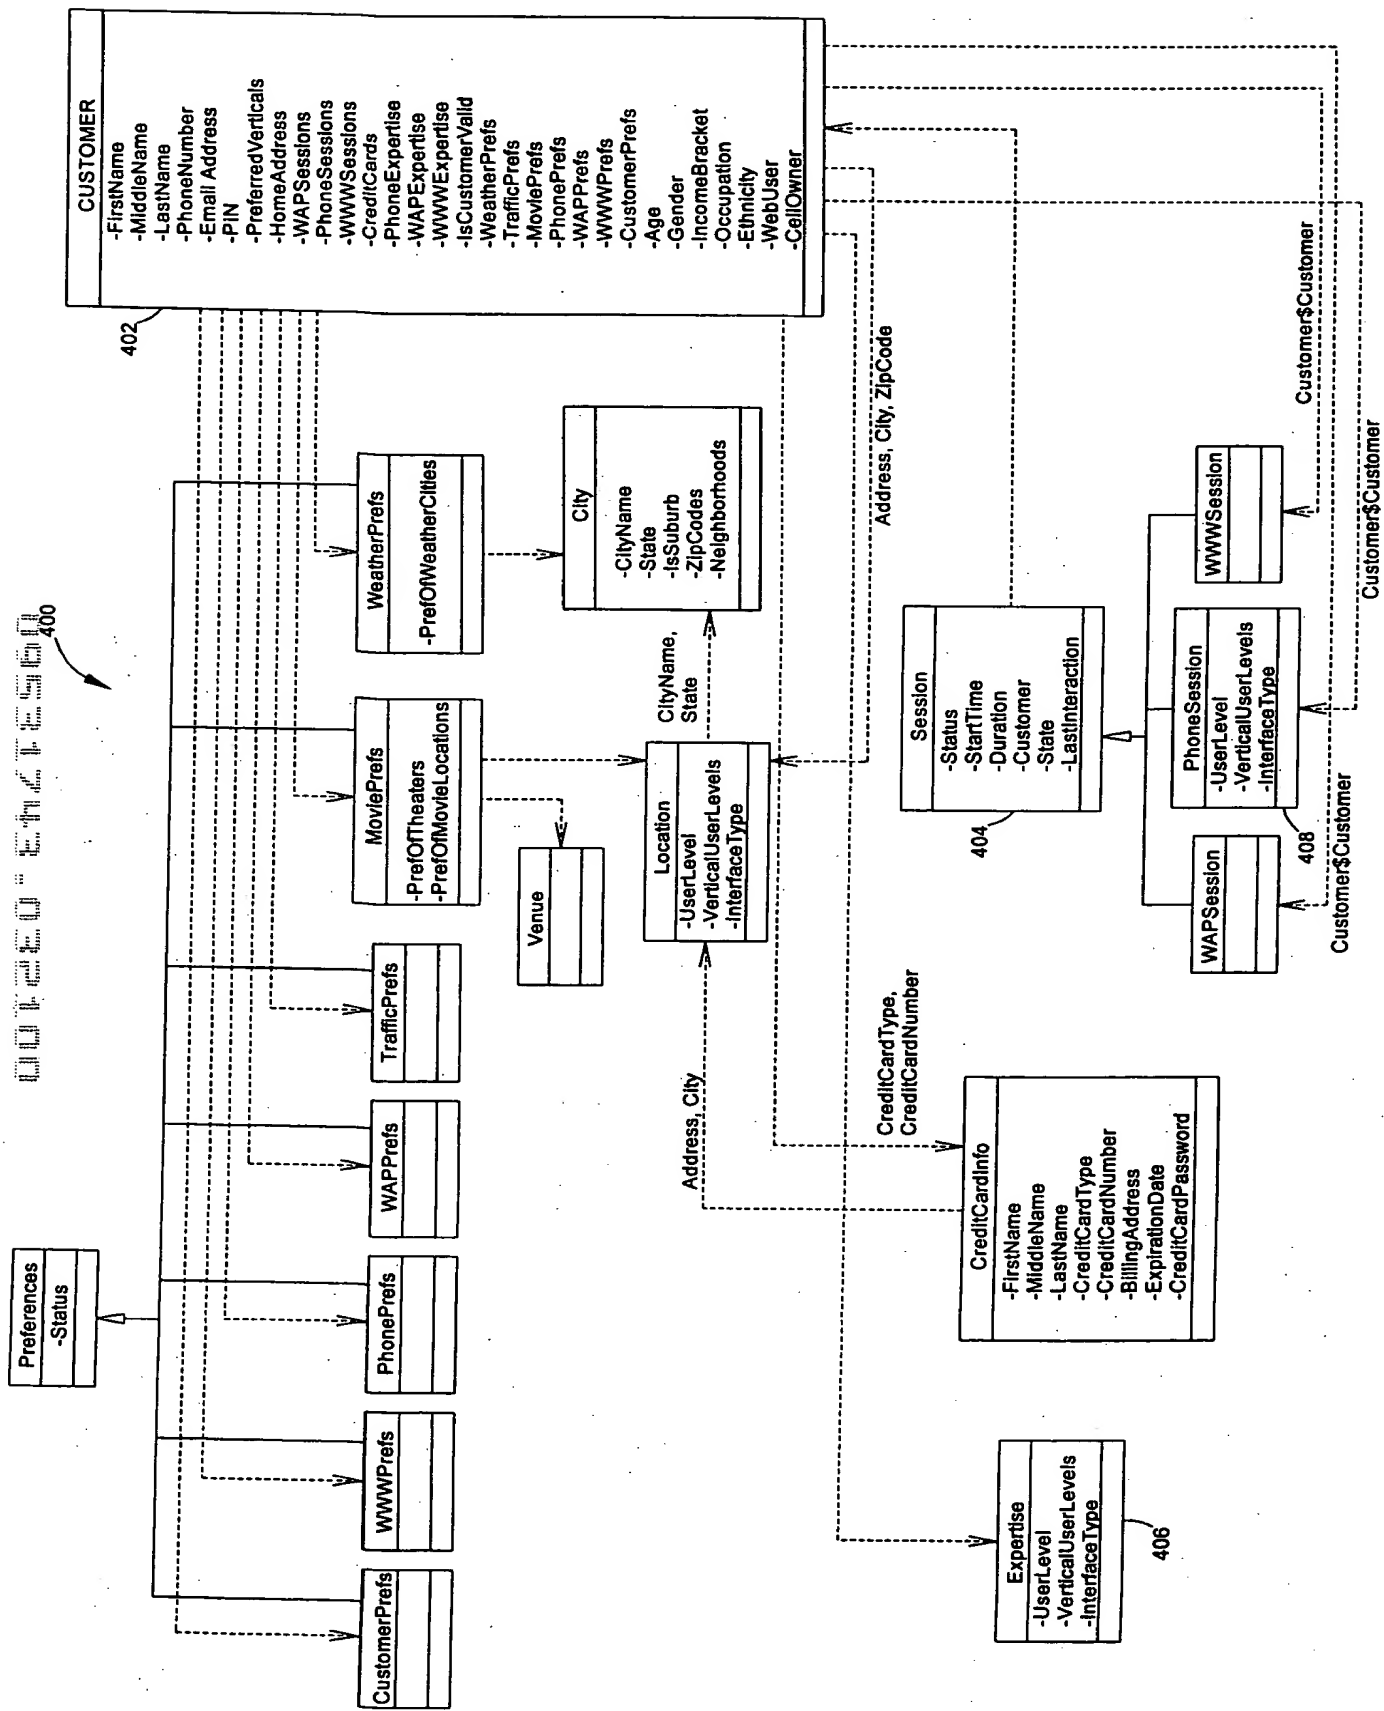 400
Preferences
-Status
CustomerPrefs
WWWPrefs
PhonePrefs
WAPPrefs
TrafficPrefs
MoviePrefs
-PrefOfTheaters
-PrefOfMovieLocations
WeatherPrefs
-PrefOfWeatherCities
402
CUSTOMER
-FirstName
-MiddleName
-LastName
-PhoneNumber
-Email Address
-PiN
-PreferredVerticals
-HomeAddress
-WAPSessions
-PhoneSessions
-WWWSessions
-CreditCards
-PhoneExpertise
-WAPExpertise
-WWWExpertise
-IsCustomerValid
-WeatherPrefs
-TrafficPrefs
-MoviePrefs
-PhonePrefs
-WAPPrefs
-WWWPrefs
-CustomerPrefs
-Age
-Gender
-IncomeBracket
-Occupation
-Ethnicity
-WebUser
-CellOwner
Venue
City
-CityName
-State
-IsSuburb
-ZipCodes
-Neighborhoods
CityName,
State
Location
-UserLevel
-VerticalUserLevels
-InterfaceType
Address, City
Address, City, ZipCode
CreditCardType,
CreditCardNumber
CreditCardInfo
-FirstName
-MiddleName
-LastName
-CreditCardType
-CreditCardNumber
-BillingAddress
-ExpirationDate
-CreditCardPassword
Expertise
-UserLevel
-VerticalUserLevels
-InterfaceType
406
Session
-Status
-StartTime
-Duration
-Customer
-State
-LastInteraction
404
WAPSession
PhoneSession
-UserLevel
-VerticalUserLevels
-InterfaceType
408
WWWSession
Customer$Customer
Customer$Customer
Customer$Customer
09531743.032100